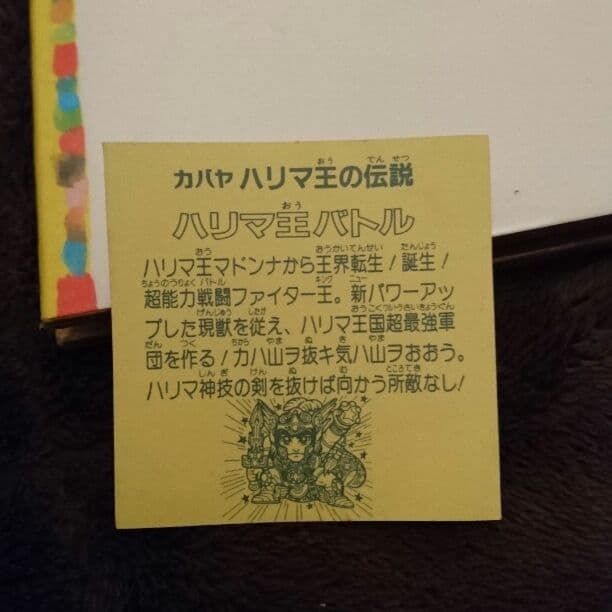 カバヤ ハリマ王の伝説
ハリマ王バトル
ハリマ王マドンナから王界転生!誕生!
超能力戦闘ファイター王。新パワーアッ
プした現獣を従え、ハリマ王国超最強軍
団を作る!力ハ山ヲ抜キ気ハ山ヲおおう。
ハリマ神技の剣を抜けば向かう所敵なし!